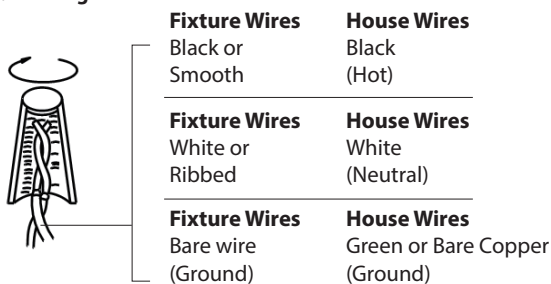 Fixture Wires House Wires
Black or Black
Smooth (Hot)
Fixture Wires House Wires
White or White
Ribbed (Neutral)
Fixture Wires House Wires
Bare wire Green or Bare Copper
(Ground) (Ground)